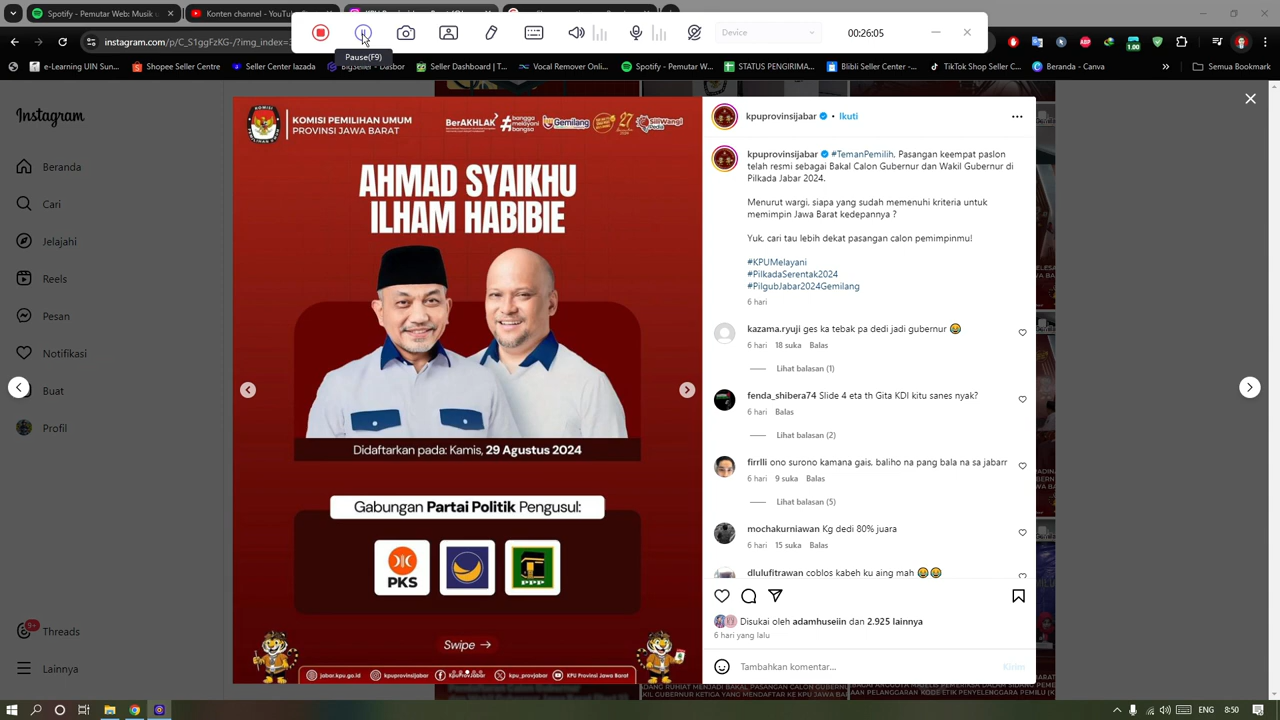 Konten - Spotify Pemutar Web: Musik u
Device
00:26:05
Pause(F9)
instagram.com/p/C_S1ggFzKG-/?img_index=
e-Learning UIN Sun...
Shopee Seller Centre
Seller Center lazada
BigSeller - Dasbor
Seller Dashboard | T...
Vocal Remover Onli...
Spotify - Pemutar W...
STATUS PENGIRIMA...
Blibli Seller Center -...
TikTok Shop Seller C...
Beranda - Canva
Semua Bookmark
1.00
Cari
Jelajahi
Reels
Pesan
Notifikasi
Buat
Profil
Threads
Lainnya
KOMISI PEMILIHAN UMUM
PROVINSI JAWA BARAT
BerAKHLAK
bangga
melayani
bangsa
Gemilang
27
AHMAD SYAIKHU
ILHAM HABIBIE
Didaftarkan pada: Kamis, 29 Agustus 2024
Gabungan Partai Politik Pengusul:
PKS
PPP
Swipe →
jabar.kpu.go.id
kpuprovinsijabar
KpuProvJabar
kpu_provjabar
KPU Provinsi Jawa Barat
kpuprovinsijabar • Ikuti
kpuprovinsijabar #TemanPemilih, Pasangan keempat paslon
telah resmi sebagai Bakal Calon Gubernur dan Wakil Gubernur di
Pilkada Jabar 2024.
Menurut wargi, siapa yang sudah memenuhi kriteria untuk
memimpin Jawa Barat kedepannya ?
Yuk, cari tau lebih dekat pasangan calon pemimpinmu!
#KPUMelayani
#PilkadaSerentak2024
#PilgubJabar2024Gemilang
6 hari
kazama.ryuji ges ka tebak pa dedi jadi gubernur 😂
6 hari 18 suka Balas
Lihat balasan (1)
fenda_shibera74 Slide 4 eta th Gita KDI kitu sanes nyak?
6 hari Balas
Lihat balasan (2)
firrlli ono surono kamana gais, baliho na pang bala na sa jabarr
6 hari 9 suka Balas
Lihat balasan (5)
mochakurniawan Kg dedi 80% juara
6 hari 15 suka Balas
dlulufitrawan coblos kabeh ku aing mah 😂😂
Disukai oleh adamhuseiin dan 2.925 lainnya
6 hari yang lalu
Tambahkan komentar...
Kirim
ENG
8:50